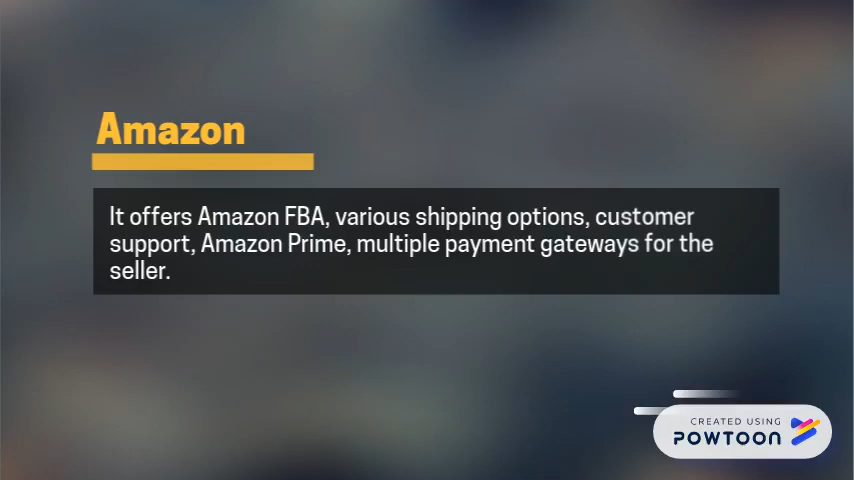 Amazon
It offers Amazon FBA, various shipping options, customer
support, Amazon Prime, multiple payment gateways for the
seller.
CREATED USING
POWTOON